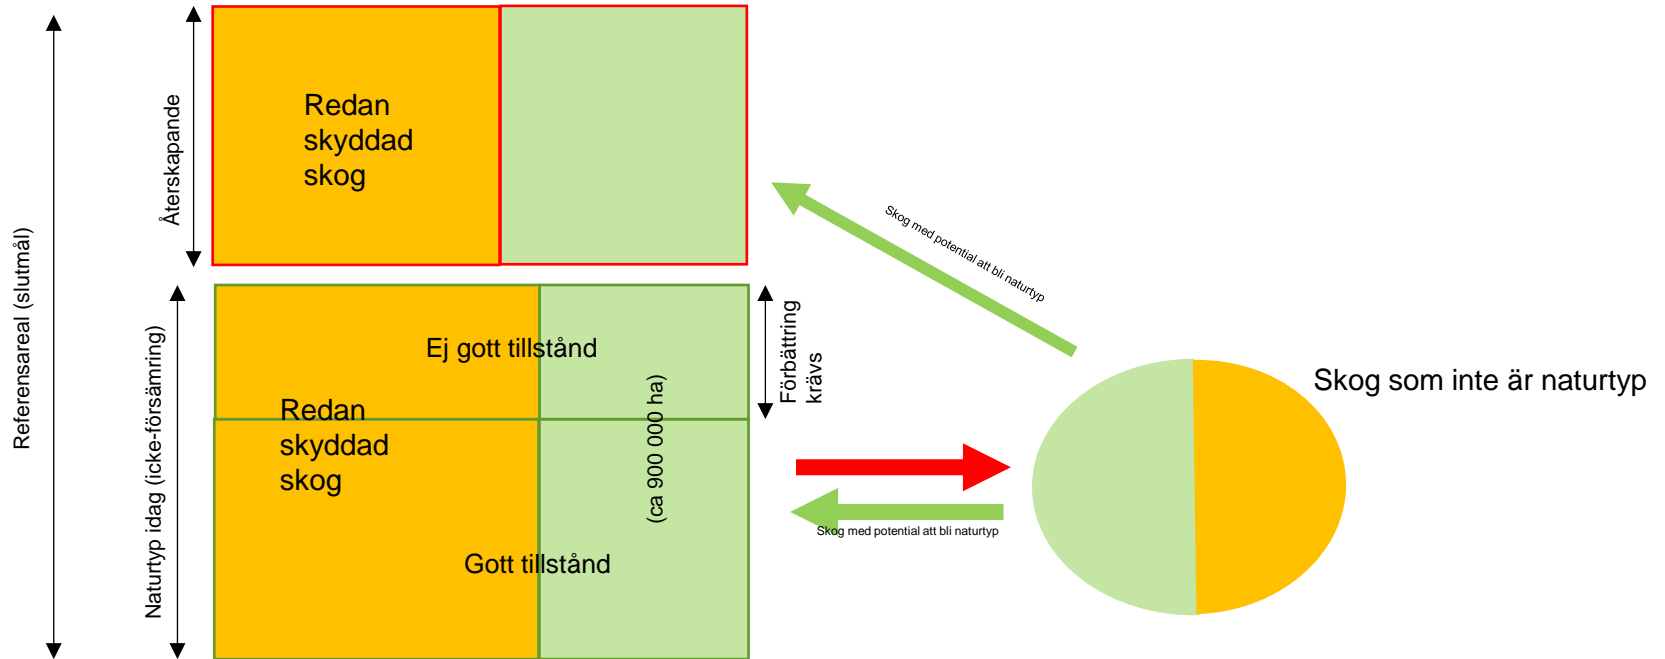 Referensareal (slutmål)
Återskapande
Redan
skyddad
skog
Skog med potential att bli naturtyp
Naturtyp idag (icke-försämring)
Ej gott tillstånd
Förbättring
krävs
Redan
skyddad
skog
(ca 900 000 ha)
Gott tillstånd
Skog med potential att bli naturtyp
Skog som inte är naturtyp